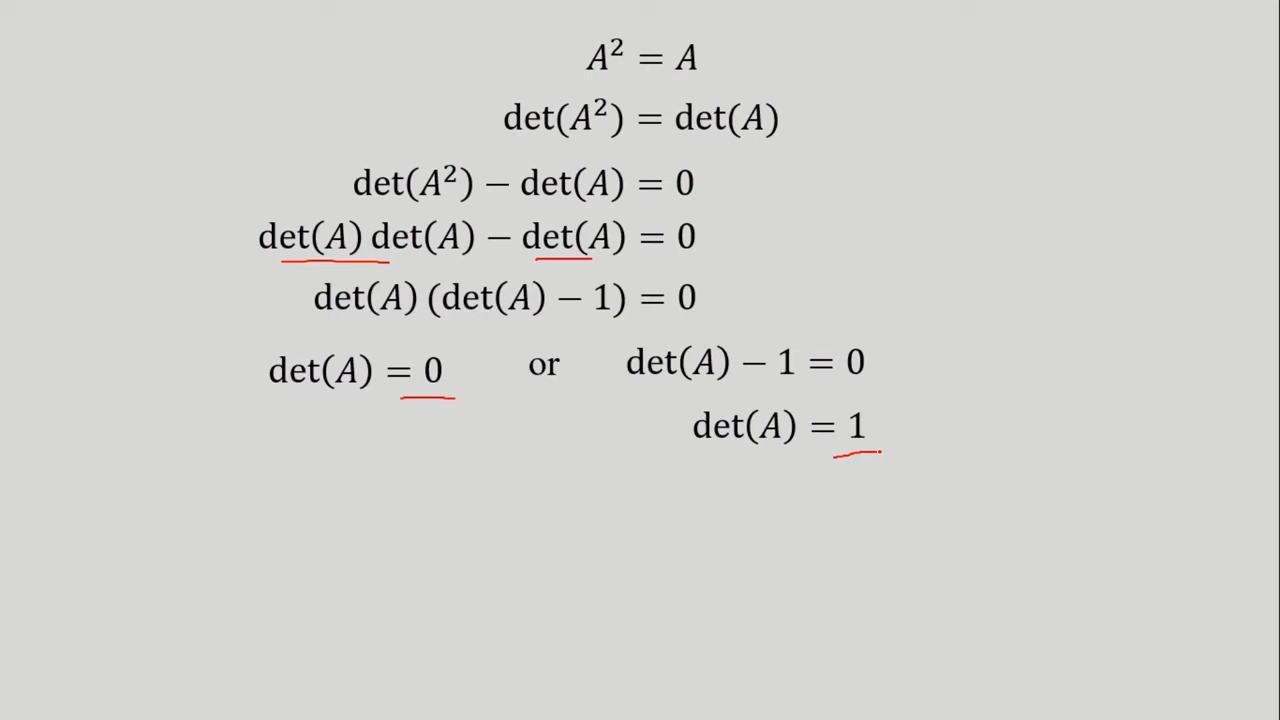 A² = A
det(A²) = det(A)
det(A²) − det(A) = 0
det(A) det(A) − det(A) = 0
det(A) (det(A) − 1) = 0
det(A) = 0 or det(A) − 1 = 0
det(A) = 1